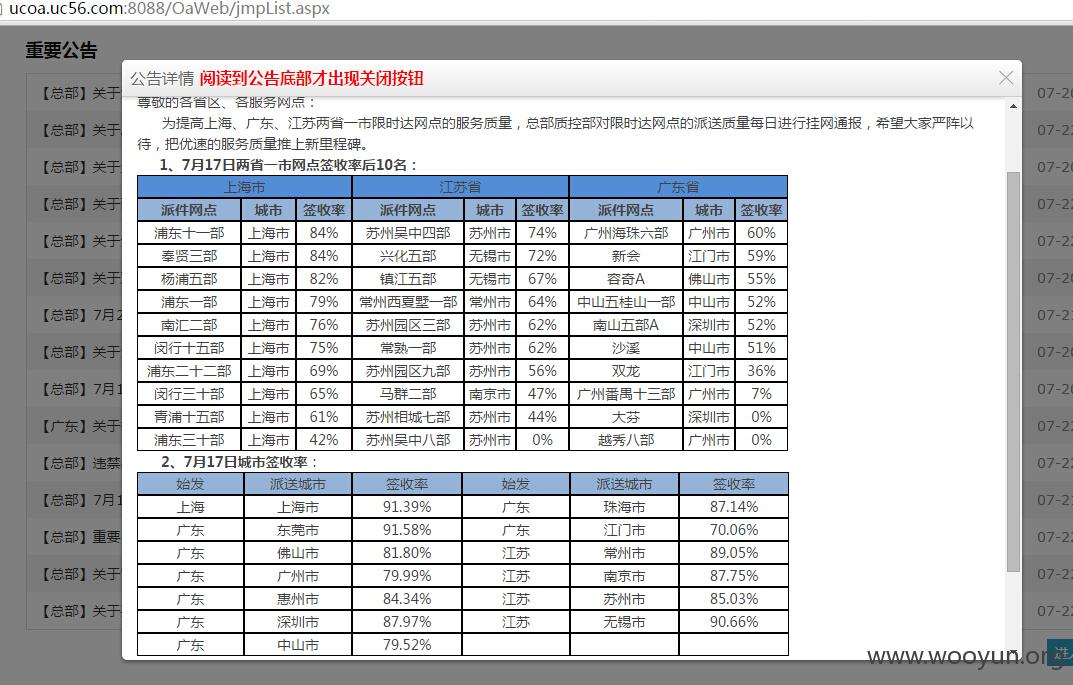 ucoa.uc56.com:8088/OaWeb/jmpList.aspx
重要公告
公告详情 阅读到公告底部才出现关闭按钮
尊敬的各省区、各服务网点：
为提高上海、广东、江苏两省一市限时达网点的服务质量，总部质控部对限时达网点的派送质量每日进行挂网通报，希望大家严阵以
待，把优速的服务质量推上新里程碑。
1、7月17日两省一市网点签收率后10名：
上海市 江苏省 广东省
派件网点 城市 签收率 派件网点 城市 签收率 派件网点 城市 签收率
浦东十一部 上海市 84% 苏州吴中四部 苏州市 74% 广州海珠六部 广州市 60%
奉贤三部 上海市 84% 兴化五部 无锡市 72% 新会 江门市 59%
杨浦五部 上海市 82% 镇江五部 无锡市 67% 容奇A 佛山市 55%
浦东一部 上海市 79% 常州西夏墅一部 常州市 64% 中山五桂山一部 中山市 52%
南汇二部 上海市 76% 苏州园区三部 苏州市 62% 南山五部A 深圳市 52%
闵行十五部 上海市 75% 常熟一部 苏州市 62% 沙溪 中山市 51%
浦东二十二部 上海市 69% 苏州园区九部 苏州市 56% 双龙 江门市 36%
闵行三十部 上海市 65% 马群二部 南京市 47% 广州番禺十三部 广州市 7%
青浦十五部 上海市 61% 苏州相城七部 苏州市 44% 大芬 深圳市 0%
浦东三十部 上海市 42% 苏州吴中八部 苏州市 0% 越秀八部 广州市 0%
2、7月17日城市签收率：
始发 派送城市 签收率 始发 派送城市 签收率
上海 上海市 91.39% 广东 珠海市 87.14%
广东 东莞市 91.58% 广东 江门市 70.06%
广东 佛山市 81.80% 江苏 常州市 89.05%
广东 广州市 79.99% 江苏 南京市 87.75%
广东 惠州市 84.34% 江苏 苏州市 85.03%
广东 深圳市 87.97% 江苏 无锡市 90.66%
广东 中山市 79.52%
【总部】关于
【总部】关于
【总部】关于
【总部】关于
【总部】关于
【总部】关于
【总部】7月2
【总部】关于
【总部】7月1
【广东】关于
【总部】违禁
【总部】7月1
【总部】重要
【总部】关于
【总部】关于
www.wooyun.org